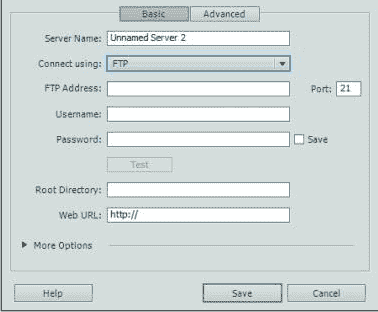 Basic Advanced
Server Name: Unnamed Server 2
Connect using: FTP
FTP Address: Port: 21
Username:
Password: Save
Test
Root Directory:
Web URL: http://
More Options
Help Save Cancel